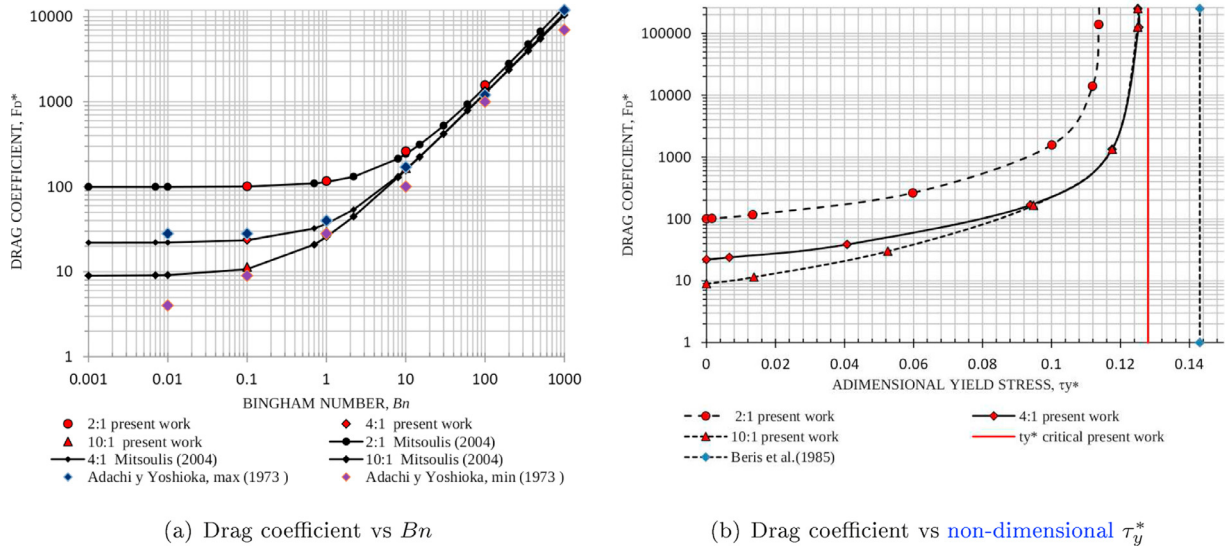 DRAG COEFFICIENT, FD*
10000
1000
100
10
1
0.001 0.01 0.1 1 10 100 1000
BINGHAM NUMBER, Bn
2:1 present work
4:1 present work
10:1 present work
2:1 Mitsoulis (2004)
4:1 Mitsoulis (2004)
10:1 Mitsoulis (2004)
Adachi y Yoshioka, max (1973 )
Adachi y Yoshioka, min (1973 )
(a) Drag coefficient vs Bn
DRAG COEFICIENT, FD*
100000
10000
1000
100
10
1
0 0.02 0.04 0.06 0.08 0.1 0.12 0.14
ADIMENSIONAL YIELD STRESS, τy*
2:1 present work
4:1 present work
10:1 present work
ty* critical present work
Beris et al.(1985)
(b) Drag coefficient vs non-dimensional τ*y